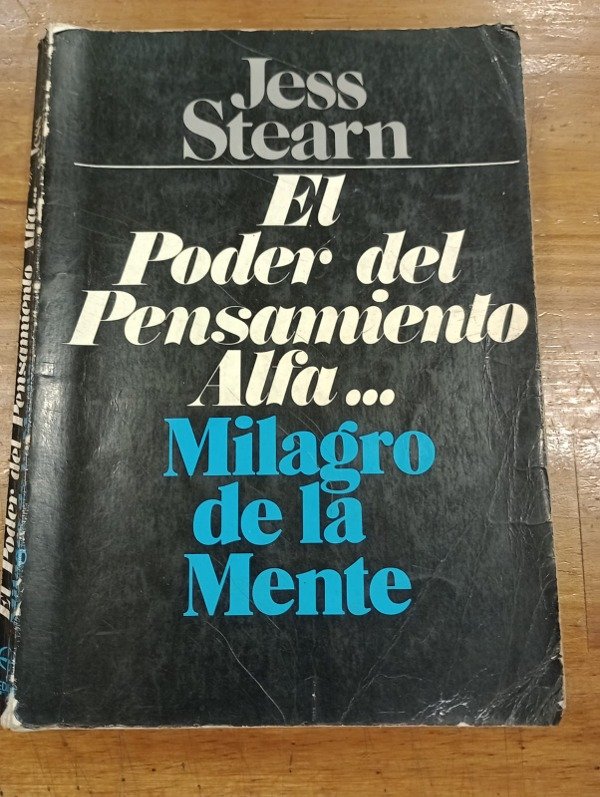 Jess
Stearn
El
Poder del
Pensamiento
Alfa...
Milagro
de la
Mente
El Poder del Pensamiento Alfa...